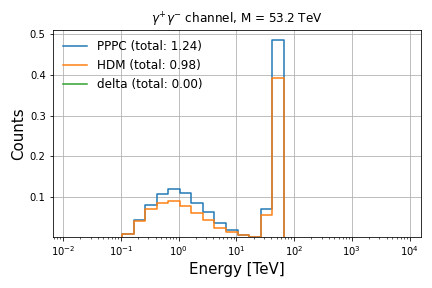 γ⁺γ⁻ channel, M = 53.2 TeV
PPPC (total: 1.24)
HDM (total: 0.98)
delta (total: 0.00)
Counts
0.5
0.4
0.3
0.2
0.1
10⁻² 10⁻¹ 10⁰ 10¹ 10² 10³ 10⁴
Energy [TeV]